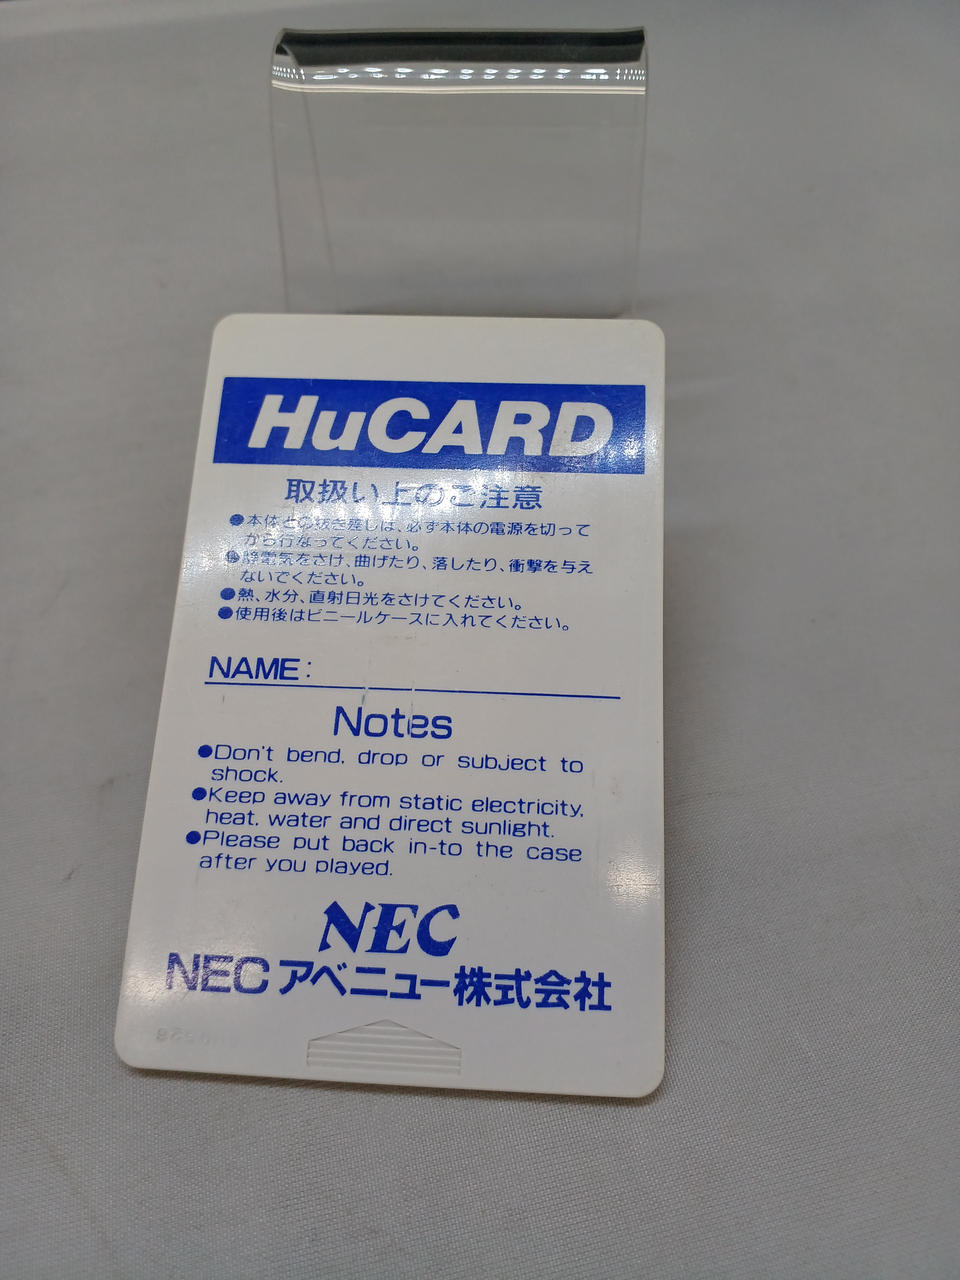 HuCARD
取扱い上のご注意
●本体との抜き差しは、必ず本体の電源を切って
から行なってください。
●静電気をさけ、曲げたり、落したり、衝撃を与え
ないでください。
●熱、水分、直射日光をさけてください。
●使用後はビニールケースに入れてください。
NAME:
Notes
●Don't bend, drop or subject to
shock.
●Keep away from static electricity,
heat, water and direct sunlight.
●Please put back in-to the case
after you played.
NEC
NECアベニュー株式会社